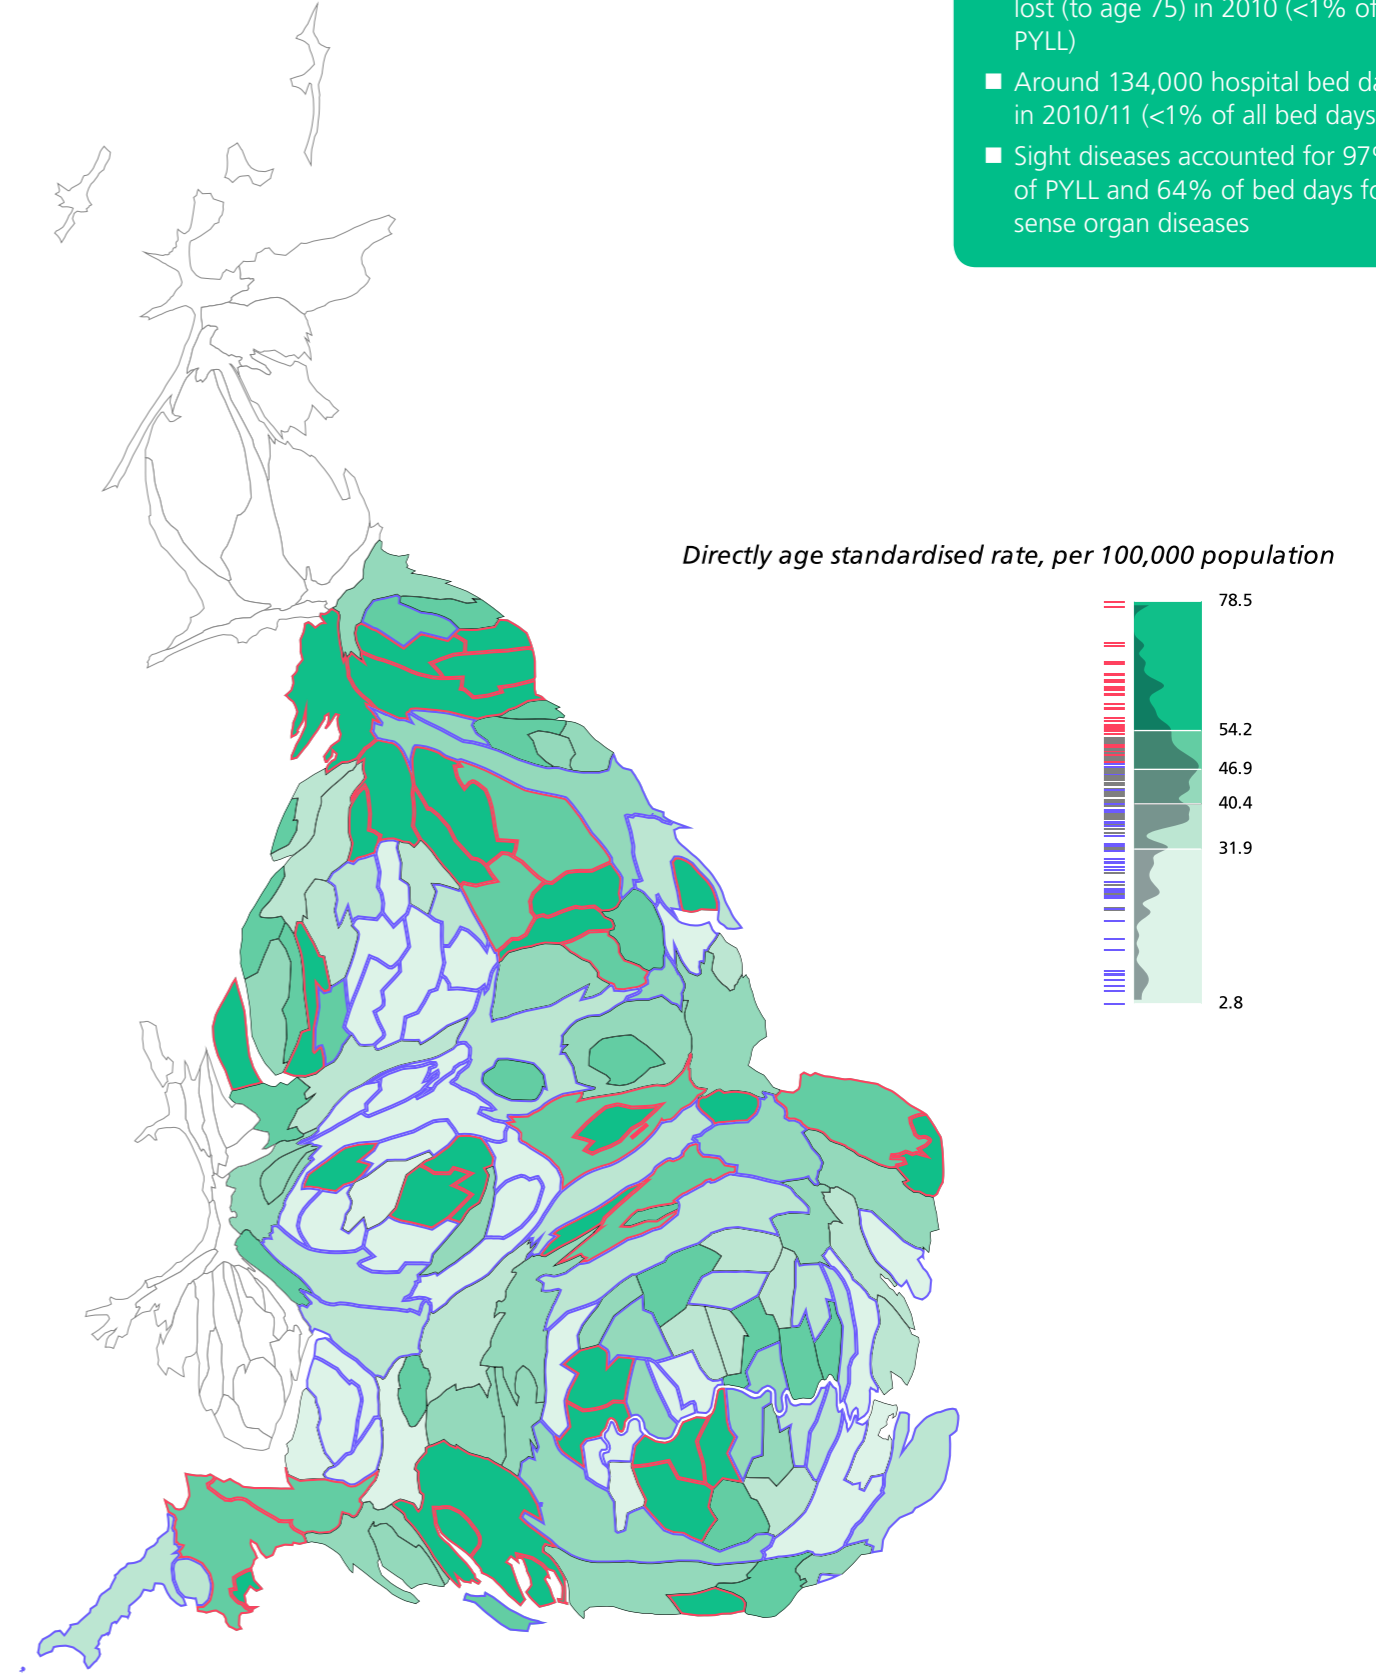 lost (to age 75) in 2010 (<1% of
PYLL)
■ Around 134,000 hospital bed
in 2010/11 (<1% of all bed days
■ Sight diseases accounted for 97%
of PYLL and 64% of bed days
sense organ diseases
Directly age standardised rate, per 100,000 population
78.5
54.2
46.9
40.4
31.9
2.8